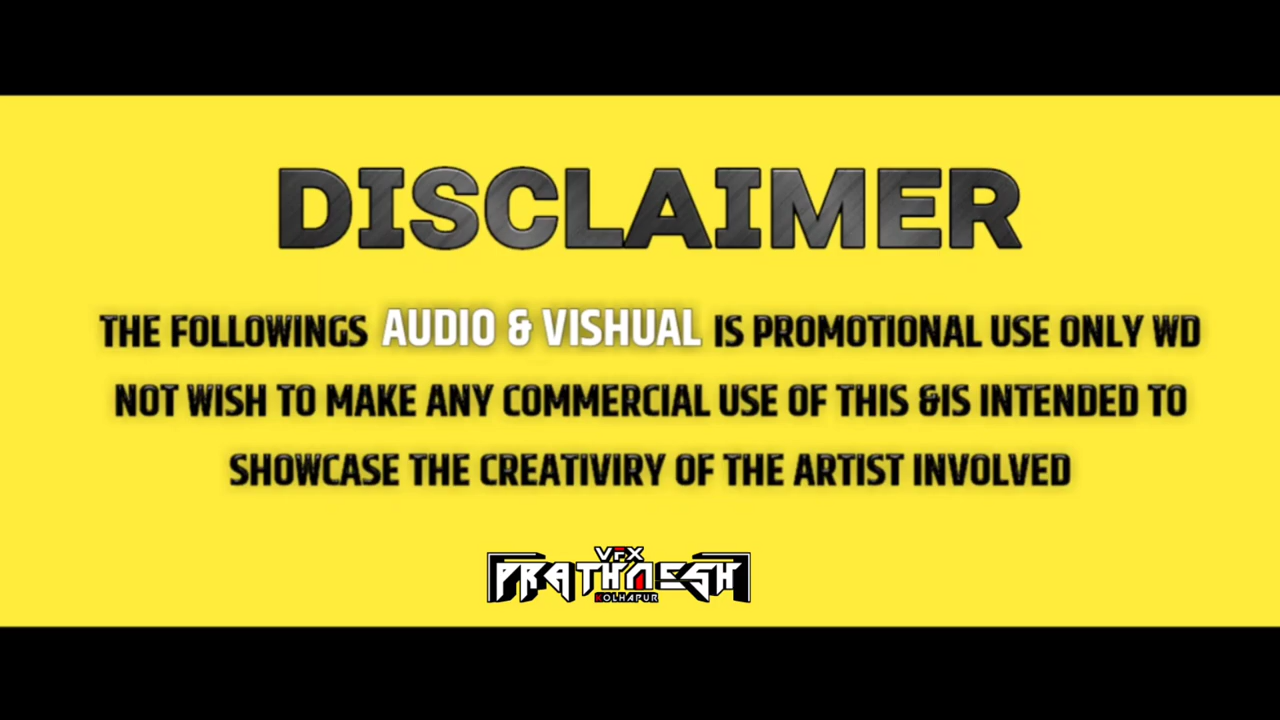 DISCLAIMER
THE FOLLOWINGS AUDIO & VISHUAL IS PROMOTIONAL USE ONLY WD
NOT WISH TO MAKE ANY COMMERCIAL USE OF THIS &IS INTENDED TO
SHOWCASE THE CREATIVIRY OF THE ARTIST INVOLVED
VFX
PRATHMESH
KOLHAPUR